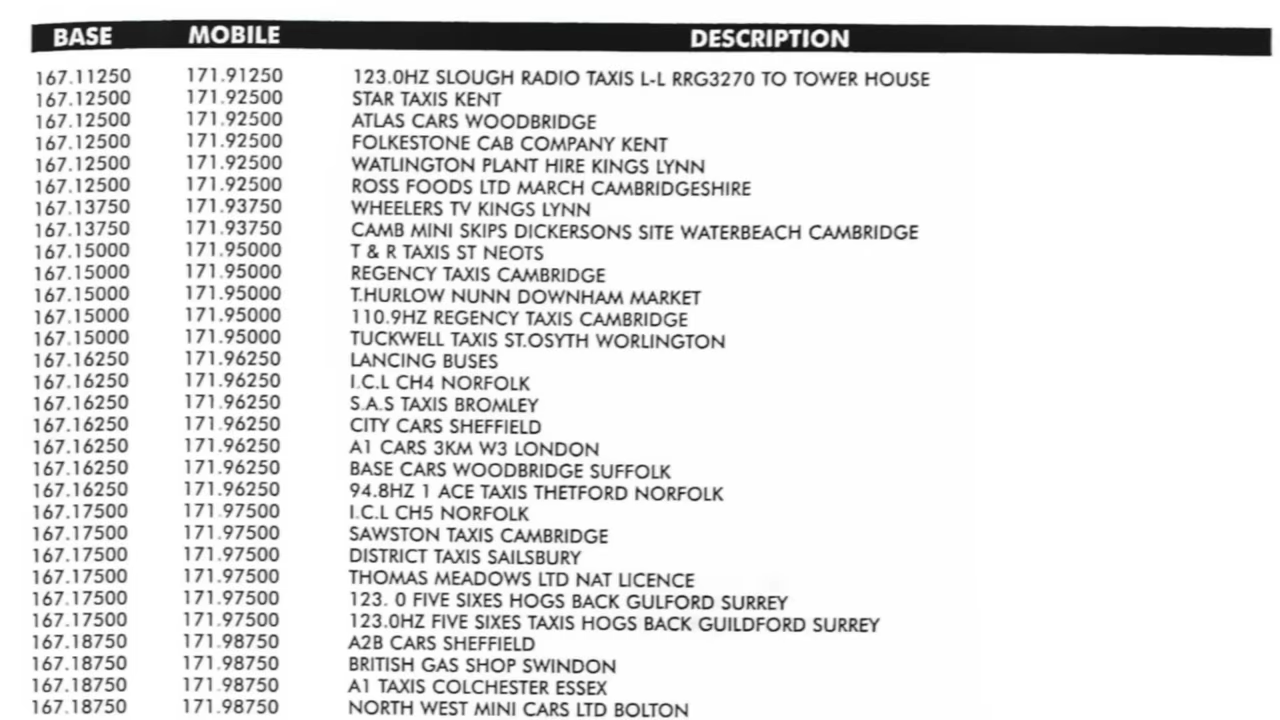 BASE MOBILE DESCRIPTION
167.11250 171.91250 123.0HZ SLOUGH RADIO TAXIS L-L RRG3270 TO TOWER HOUSE
167.12500 171.92500 STAR TAXIS KENT
167.12500 171.92500 ATLAS CARS WOODBRIDGE
167.12500 171.92500 FOLKESTONE CAB COMPANY KENT
167.12500 171.92500 WATLINGTON PLANT HIRE KINGS LYNN
167.12500 171.92500 ROSS FOODS LTD MARCH CAMBRIDGESHIRE
167.13750 171.93750 WHEELERS TV KINGS LYNN
167.13750 171.93750 CAMB MINI SKIPS DICKERSONS SITE WATERBEACH CAMBRIDGE
167.15000 171.95000 T & R TAXIS ST NEOTS
167.15000 171.95000 REGENCY TAXIS CAMBRIDGE
167.15000 171.95000 T.HURLOW NUNN DOWNHAM MARKET
167.15000 171.95000 110.9HZ REGENCY TAXIS CAMBRIDGE
167.15000 171.95000 TUCKWELL TAXIS ST.OSYTH WORLINGTON
167.16250 171.96250 LANCING BUSES
167.16250 171.96250 I.C.L CH4 NORFOLK
167.16250 171.96250 S.A.S TAXIS BROMLEY
167.16250 171.96250 CITY CARS SHEFFIELD
167.16250 171.96250 A1 CARS 3KM W3 LONDON
167.16250 171.96250 BASE CARS WOODBRIDGE SUFFOLK
167.16250 171.96250 94.8HZ 1 ACE TAXIS THETFORD NORFOLK
167.17500 171.97500 I.C.L CH5 NORFOLK
167.17500 171.97500 SAWSTON TAXIS CAMBRIDGE
167.17500 171.97500 DISTRICT TAXIS SAILSBURY
167.17500 171.97500 THOMAS MEADOWS LTD NAT LICENCE
167.17500 171.97500 123. 0 FIVE SIXES HOGS BACK GULFORD SURREY
167.17500 171.97500 123.0HZ FIVE SIXES TAXIS HOGS BACK GUILDFORD SURREY
167.18750 171.98750 A2B CARS SHEFFIELD
167.18750 171.98750 BRITISH GAS SHOP SWINDON
167.18750 171.98750 A1 TAXIS COLCHESTER ESSEX
167.18750 171.98750 NORTH WEST MINI CARS LTD BOLTON